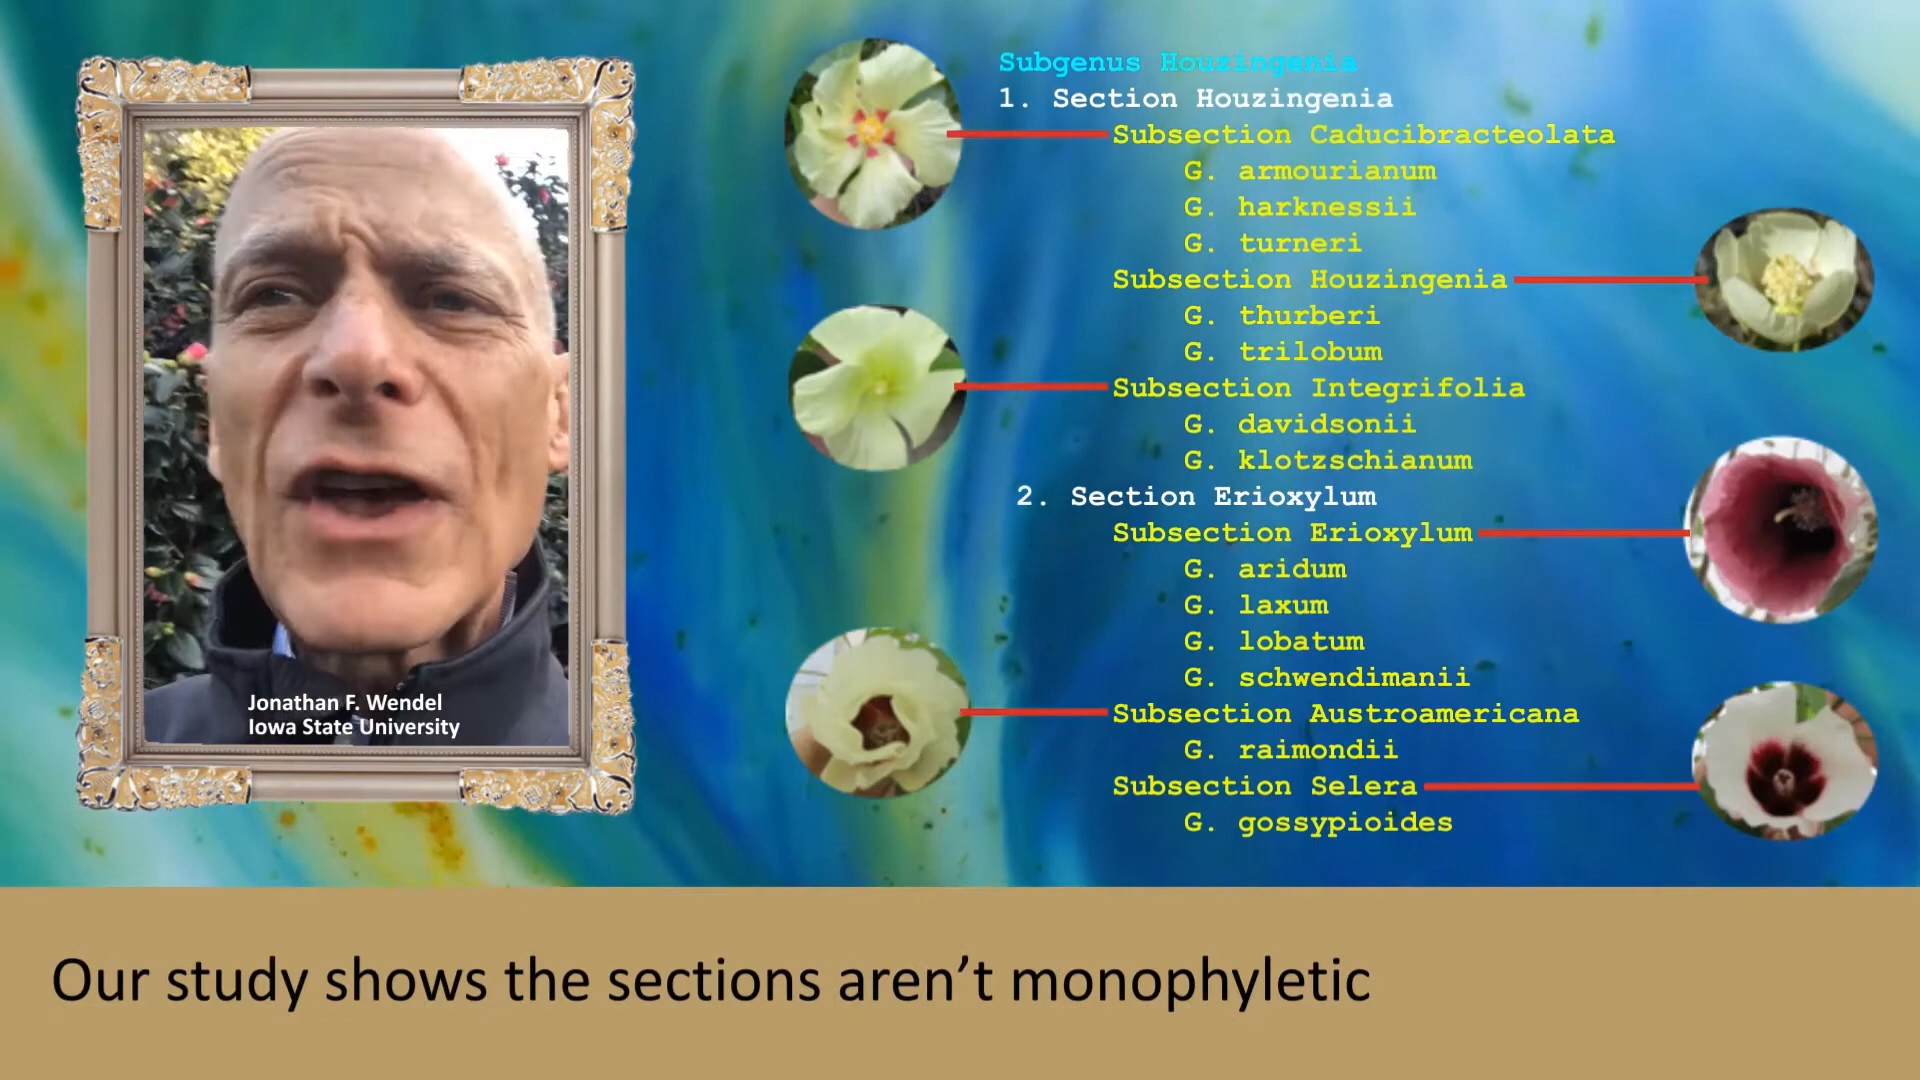 Subgenus Houzingenia
1. Section Houzingenia
Subsection Caducibracteolata
G. armourianum
G. harknessii
G. turneri
Subsection Houzingenia
G. thurberi
G. trilobum
Subsection Integrifolia
G. davidsonii
G. klotzschianum
2. Section Erioxylum
Subsection Erioxylum
G. aridum
G. laxum
G. lobatum
G. schwendimanii
Subsection Austroamericana
G. raimondii
Subsection Selera
G. gossypioides
Jonathan F. Wendel
Iowa State University
Our study shows the sections aren’t monophyletic